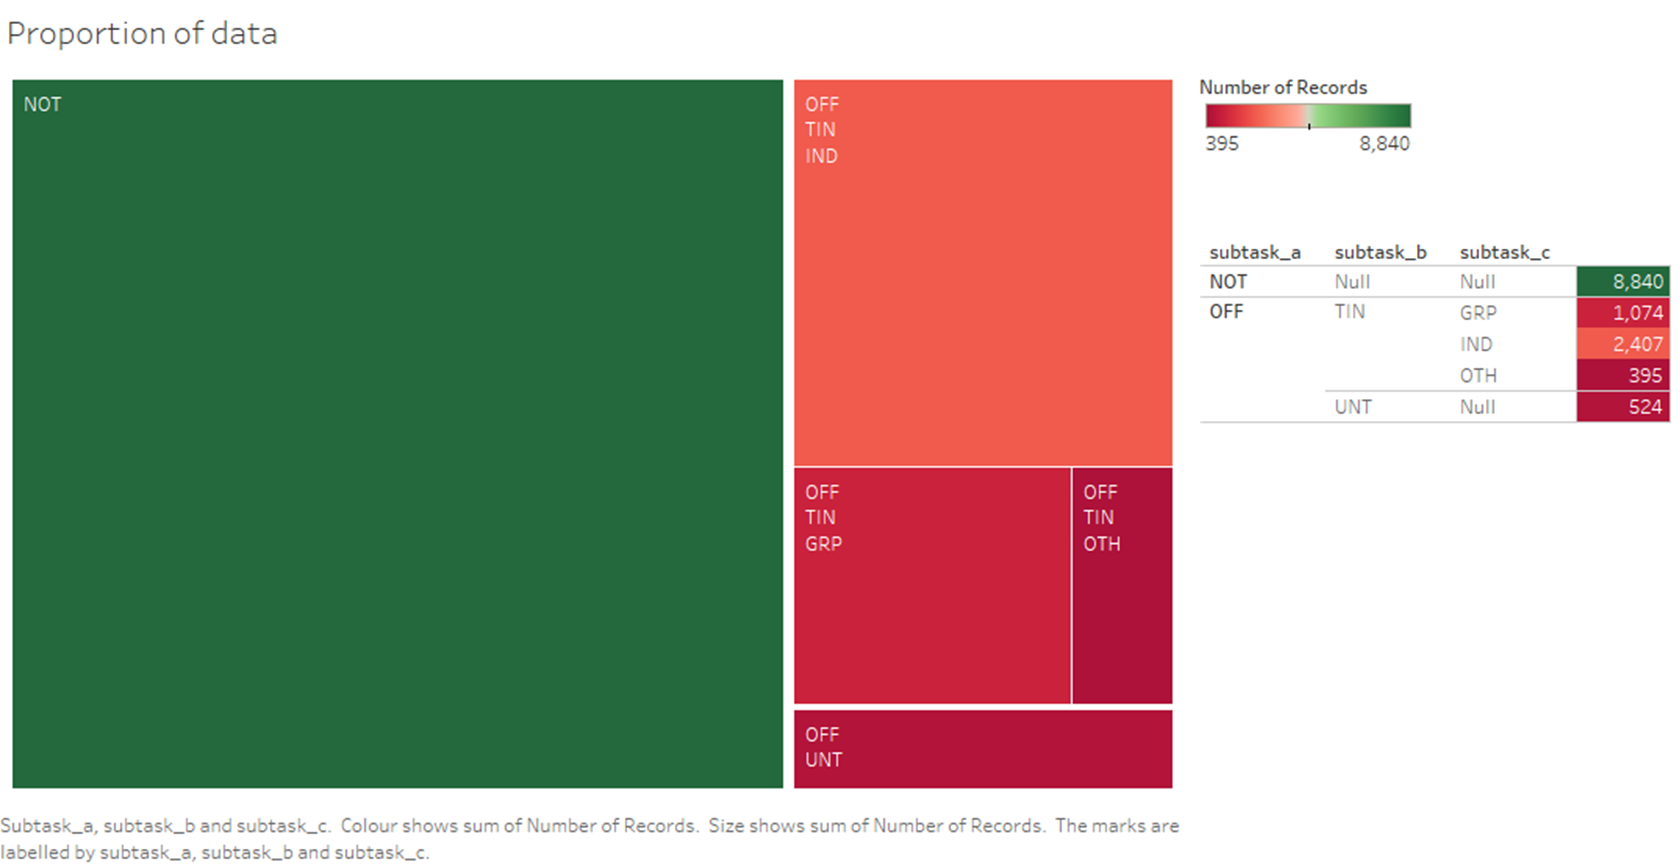 Proportion of data
NOT
OFF
TIN
IND
OFF
TIN
GRP
OFF
TIN
OTH
OFF
UNT
Number of Records
395 8,840
subtask_a subtask_b subtask_c
NOT Null Null 8,840
OFF TIN GRP 1,074
IND 2,407
OTH 395
UNT Null 524
Subtask_a, subtask_b and subtask_c. Colour shows sum of Number of Records. Size shows sum of Number of Records. The marks are
labelled by subtask_a, subtask_b and subtask_c.